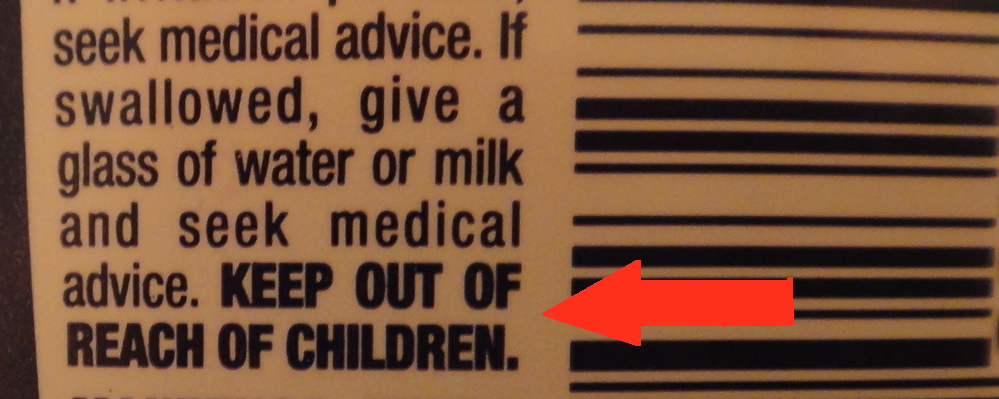 seek medical advice. If
swallowed, give a
glass of water or milk
and seek medical
advice. KEEP OUT OF
REACH OF CHILDREN.